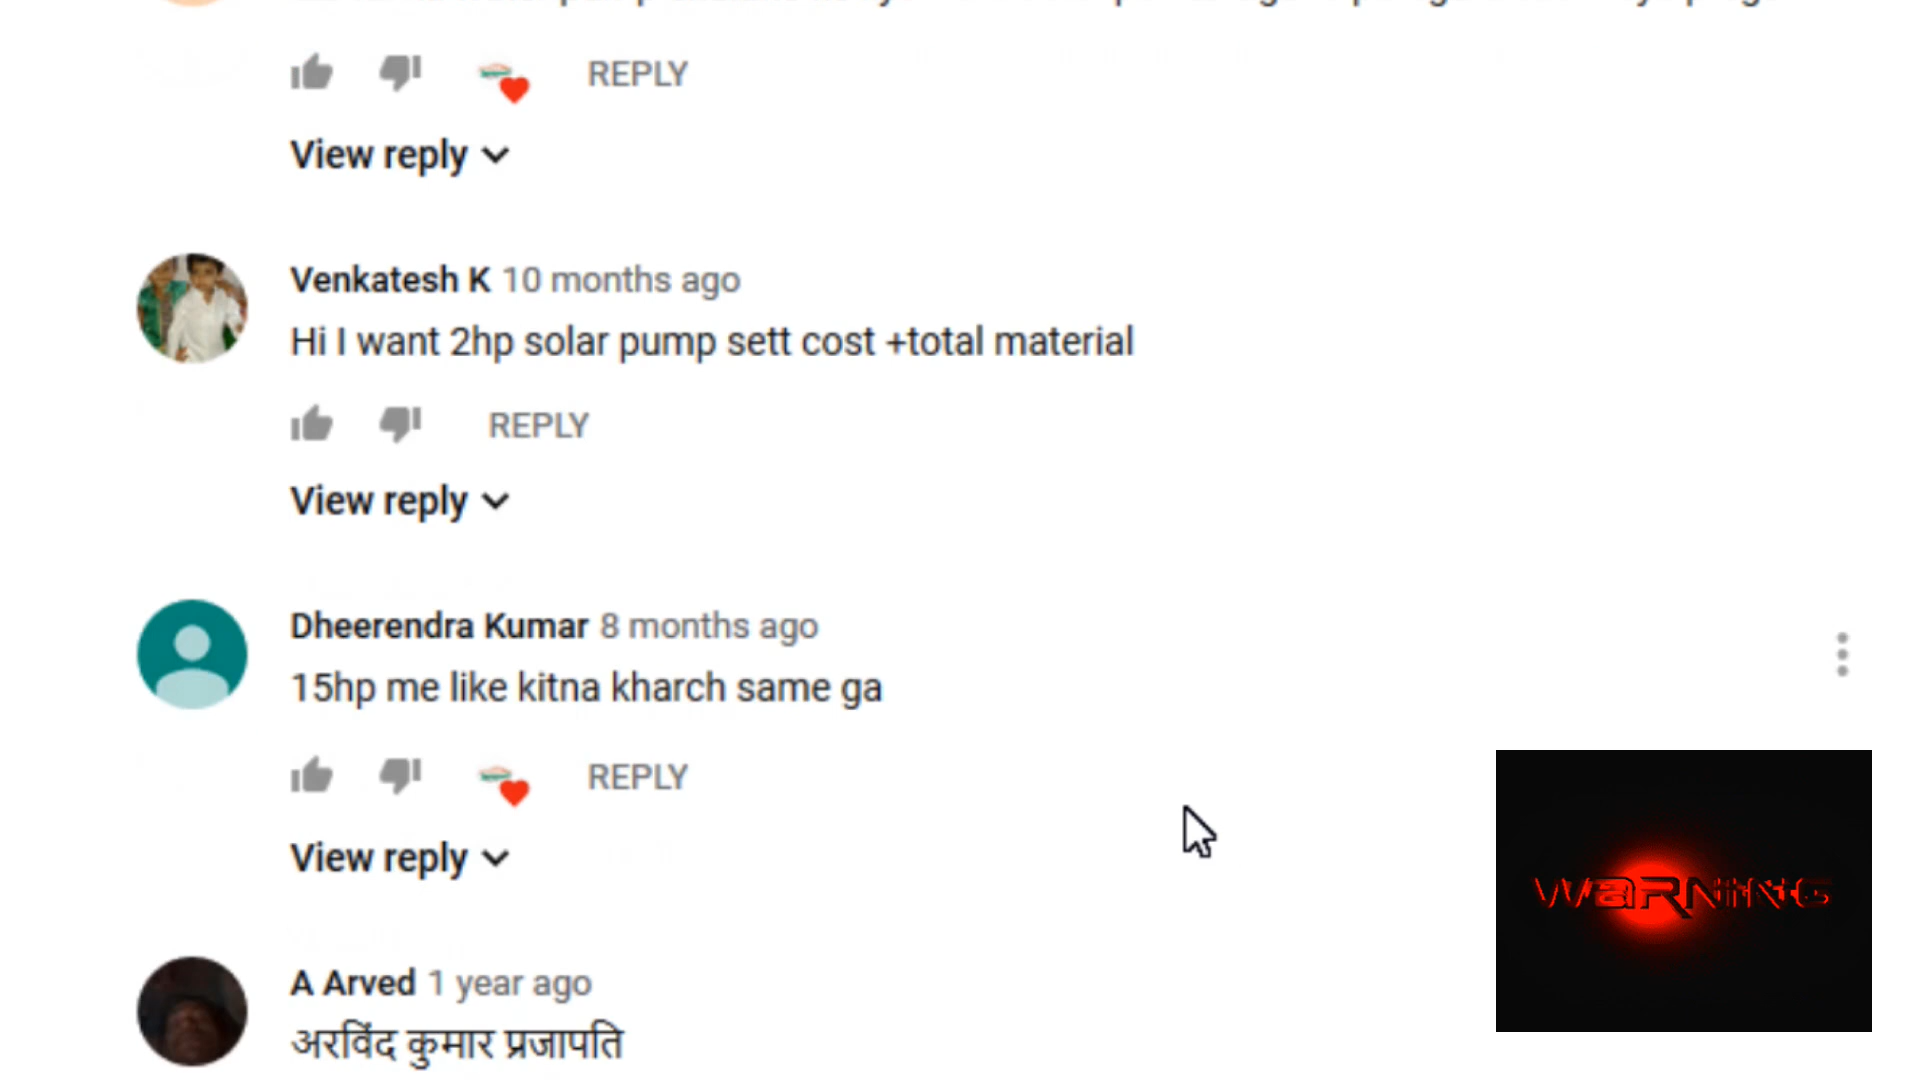 REPLY
View reply
Venkatesh K 10 months ago
Hi I want 2hp solar pump sett cost +total material
REPLY
View reply
Dheerendra Kumar 8 months ago
15hp me like kitna kharch same ga
REPLY
View reply
WARNING
A Arved 1 year ago
अरविंद कुमार प्रजापति